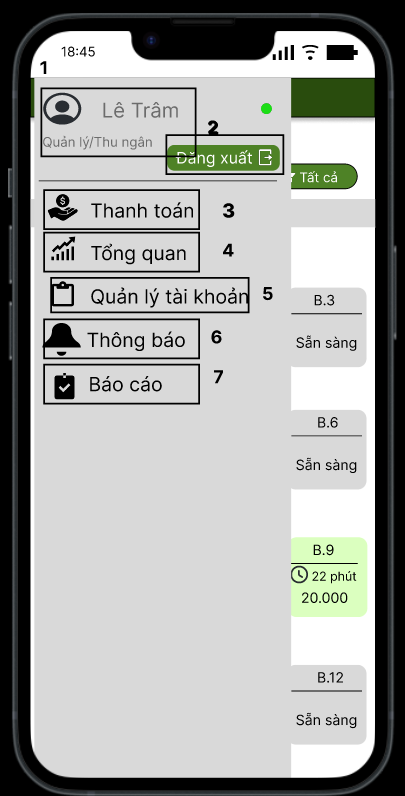 18:45
1
Lê Trâm
Quản lý/Thu ngân
2
Đăng xuất
Tất cả
Thanh toán
3
Tổng quan
4
Quản lý tài khoản
5
Thông báo
6
Báo cáo
7
B.3
Sẵn sàng
B.6
Sẵn sàng
B.9
22 phút
20.000
B.12
Sẵn sàng